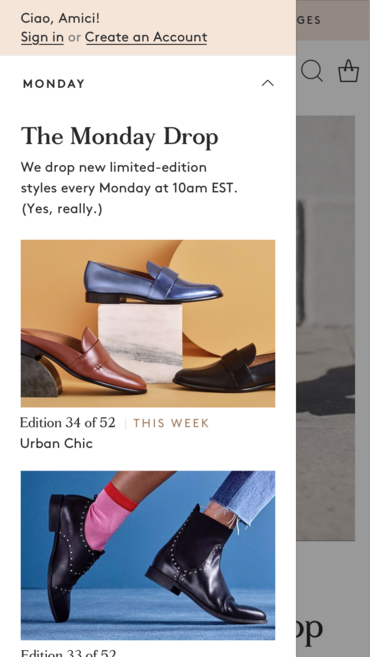 Ciao, Amici!
Sign in or Create an Account
GES
MONDAY
The Monday Drop
We drop new limited-edition
styles every Monday at 10am EST.
(Yes, really.)
Edition 34 of 52 | THIS WEEK
Urban Chic
op
Edition 33 of 52